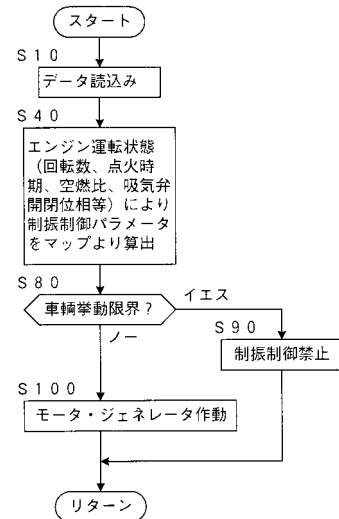 スタート
S10
データ読込み
S40
エンジン運転状態
(回転数、点火時
期、空燃比、吸気弁
開閉位相等)により
制振制御パラメータ
をマップより算出
S80
車輌挙動限界?
イエス
ノー
S90
制振制御禁止
S100
モータ・ジェネレータ作動
リターン